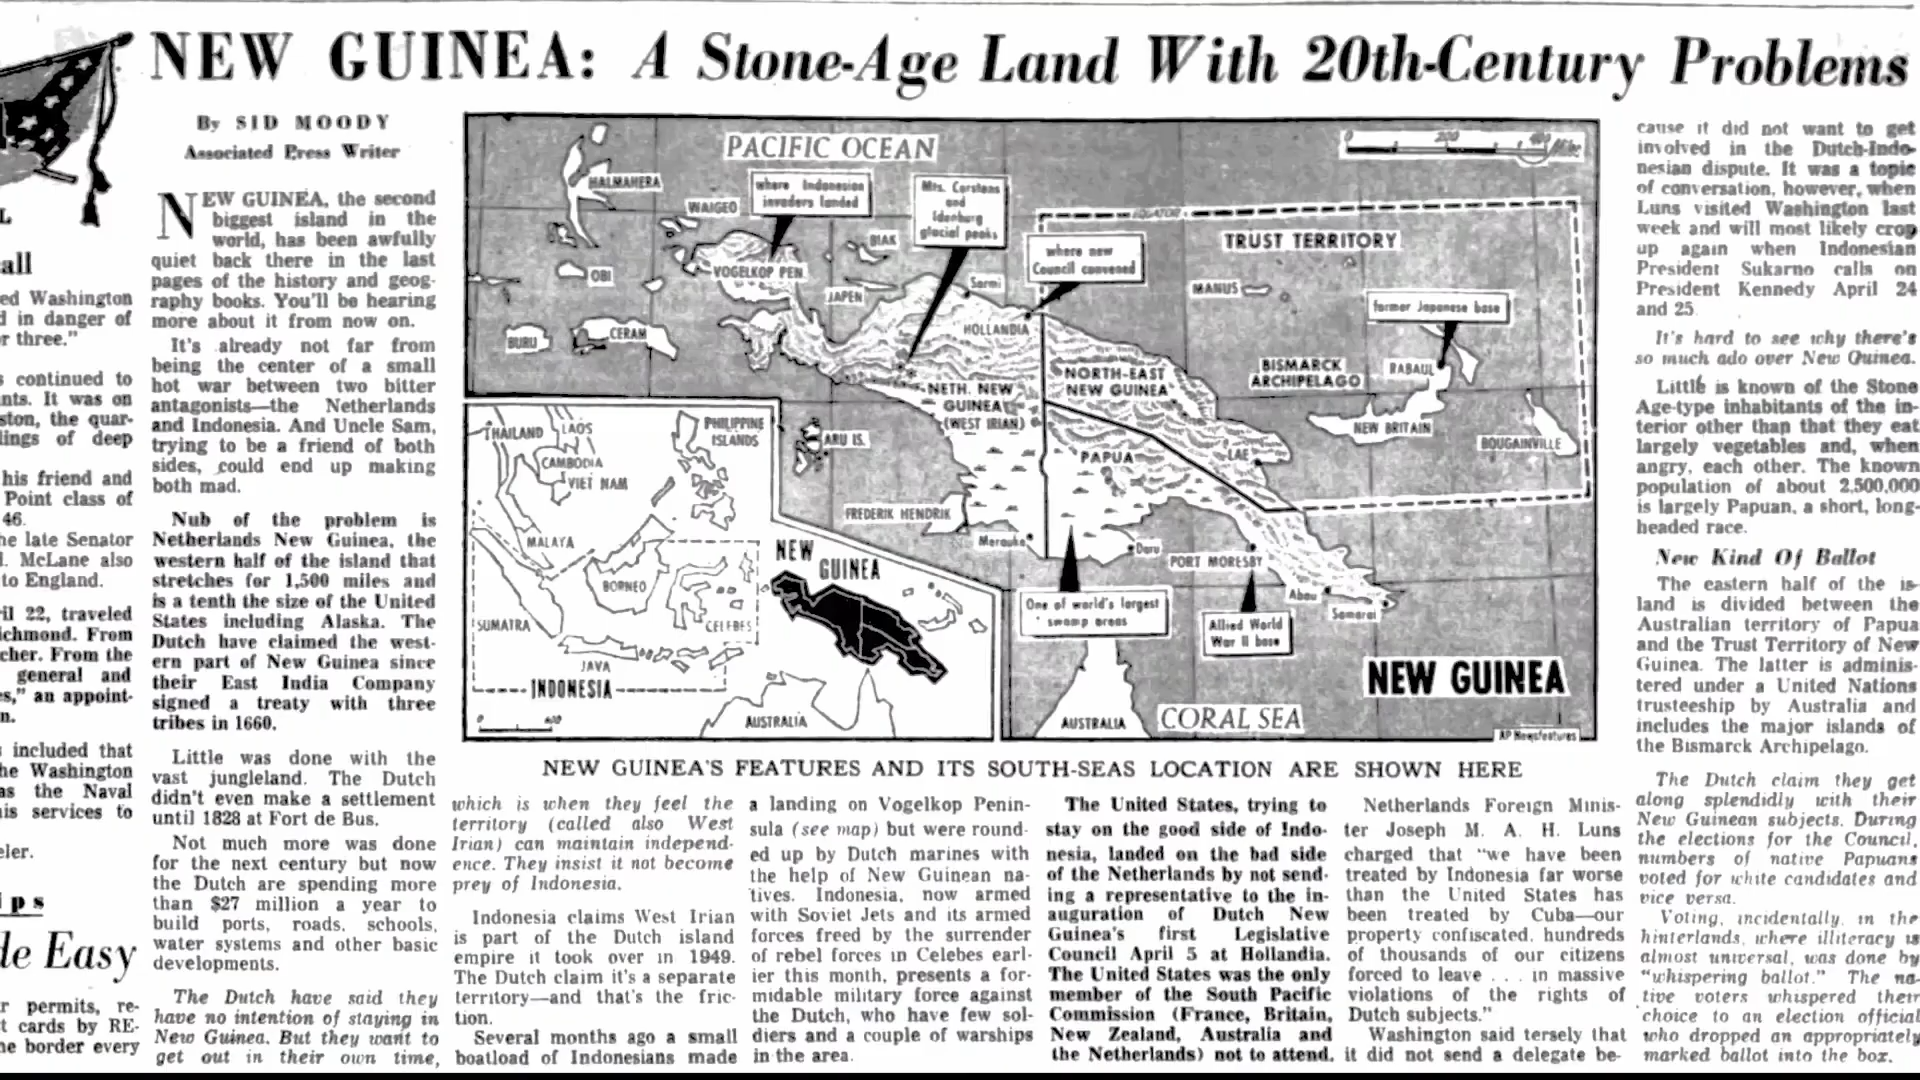 NEW GUINEA: A Stone-Age Land With 20th-Century Problems
L
all
ed Washington
d in danger of
r three."
s continued to
nts. It was on
ston, the quar-
lings of deep
his friend and
Point class of
46.
he late Senator
l. McLane also
to England.
ril 22, traveled
ichmond. From
cher. From the
general and
es," an appoint-
n.
s included that
he Washington
as the Naval
his services to
eler.
ips
de Easy
r permits, re-
t cards by RE-
he border every
By SID MOODY
Associated Press Writer
NEW GUINEA, the second
biggest island in the
world, has been awfully
quiet back there in the last
pages of the history and geog-
raphy books. You'll be hearing
more about it from now on.
It's already not far from
being the center of a small
hot war between two bitter
antagonists—the Netherlands
and Indonesia. And Uncle Sam,
trying to be a friend of both
sides, could end up making
both mad.
Nub of the problem is
Netherlands New Guinea, the
western half of the island that
stretches for 1,500 miles and
is a tenth the size of the United
States including Alaska. The
Dutch have claimed the west-
ern part of New Guinea since
their East India Company
signed a treaty with three
tribes in 1660.
Little was done with the
vast jungleland. The Dutch
didn't even make a settlement
until 1828 at Fort de Bus.
Not much more was done
for the next century but now
the Dutch are spending more
than $27 million a year to
build ports, roads, schools,
water systems and other basic
developments.
The Dutch have said they
have no intention of staying in
New Guinea. But they want to
get out in their own time,
PACIFIC OCEAN
0 200 400
HALMAHERA
where Indonesian
invaders landed
Mts. Carstens
and
Idenburg
glacial peaks
WAIGEO
EQUATOR
BIAK
where new
Council convened
TRUST TERRITORY
OBI
VOGELKOP PEN
JAPEN
Sarmi
MANUS
former Japanese base
BURU
CERAM
HOLLANDIA
BISMARCK
ARCHIPELAGO
RABAUL
NETH. NEW
GUINEA
(WEST IRIAN)
NORTH-EAST
NEW GUINEA
NEW BRITAIN
BOUGAINVILLE
ARU IS.
PAPUA
LAE
FREDERIK HENDRIK
Merauke
Daru
PORT MORESBY
Abau
Samarai
One of world's largest
swamp areas
Allied World
War II base
NEW GUINEA
AUSTRALIA
CORAL SEA
AP Newsfeatures
THAILAND
LAOS
PHILIPPINE
ISLANDS
CAMBODIA
VIET NAM
MALAYA
NEW
GUINEA
BORNEO
SUMATRA
CELEBES
JAVA
INDONESIA
AUSTRALIA
NEW GUINEA'S FEATURES AND ITS SOUTH-SEAS LOCATION ARE SHOWN HERE
which is when they feel the
territory (called also West
Irian) can maintain independ-
ence. They insist it not become
prey of Indonesia.
Indonesia claims West Irian
is part of the Dutch island
empire it took over in 1949.
The Dutch claim it's a separate
territory—and that's the fric-
tion.
Several months ago a small
boatload of Indonesians made
a landing on Vogelkop Penin-
sula (see map) but were round-
ed up by Dutch marines with
the help of New Guinean na-
tives. Indonesia, now armed
with Soviet Jets and its armed
forces freed by the surrender
of rebel forces in Celebes earl-
ier this month, presents a for-
midable military force against
the Dutch, who have few sol-
diers and a couple of warships
in the area.
The United States, trying to
stay on the good side of Indo-
nesia, landed on the bad side
of the Netherlands by not send-
ing a representative to the in-
auguration of Dutch New
Guinea's first Legislative
Council April 5 at Hollandia.
The United States was the only
member of the South Pacific
Commission (France, Britain,
New Zealand, Australia and
the Netherlands) not to attend.
Netherlands Foreign Minis-
ter Joseph M. A. H. Luns
charged that "we have been
treated by Indonesia far worse
than the United States has
been treated by Cuba—our
property confiscated, hundreds
of thousands of our citizens
forced to leave . . . in massive
violations of the rights of
Dutch subjects."
Washington said tersely that
it did not send a delegate be-
cause it did not want to get
involved in the Dutch-Indo-
nesian dispute. It was a topic
of conversation, however, when
Luns visited Washington last
week and will most likely crop
up again when Indonesian
President Sukarno calls on
President Kennedy April 24
and 25.
It's hard to see why there's
so much ado over New Guinea.
Little is known of the Stone
Age-type inhabitants of the in-
terior other than that they eat
largely vegetables and, when
angry, each other. The known
population of about 2,500,000
is largely Papuan, a short, long-
headed race.
New Kind Of Ballot
The eastern half of the is-
land is divided between the
Australian territory of Papua
and the Trust Territory of New
Guinea. The latter is adminis-
tered under a United Nations
trusteeship by Australia and
includes the major islands of
the Bismarck Archipelago.
The Dutch claim they get
along splendidly with their
New Guinean subjects. During
the elections for the Council,
numbers of native Papuans
voted for white candidates and
vice versa.
Voting, incidentally, in the
hinterlands, where illiteracy is
almost universal, was done by
"whispering ballot." The na-
tive voters whispered their
choice to an election official
who dropped an appropriately
marked ballot into the box.